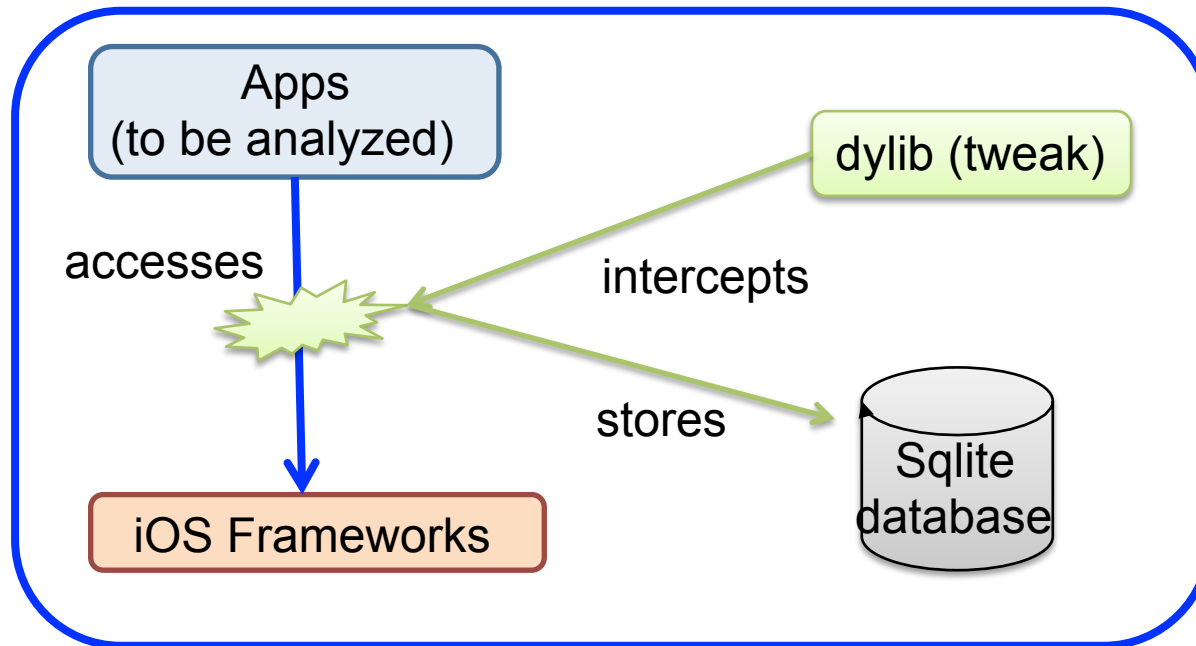 Apps
(to be analyzed)
dylib (tweak)
accesses
intercepts
stores
Sqlite
database
iOS Frameworks